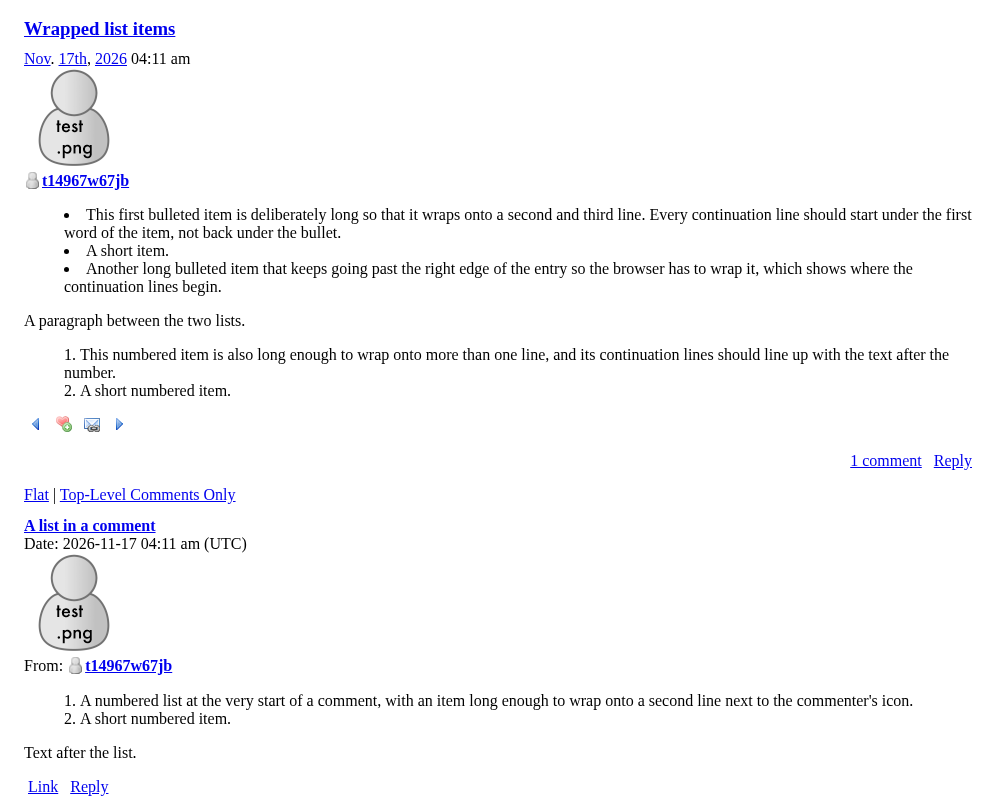 Wrapped list items
Nov. 17th, 2026 04:11 am
test
.png
t14967w67jb
• This first bulleted item is deliberately long so that it wraps onto a second and third line. Every continuation line should start under the first
word of the item, not back under the bullet.
• A short item.
• Another long bulleted item that keeps going past the right edge of the entry so the browser has to wrap it, which shows where the
continuation lines begin.
A paragraph between the two lists.
1. This numbered item is also long enough to wrap onto more than one line, and its continuation lines should line up with the text after the
number.
2. A short numbered item.
1 comment Reply
Flat | Top-Level Comments Only
A list in a comment
Date: 2026-11-17 04:11 am (UTC)
test
.png
From: t14967w67jb
1. A numbered list at the very start of a comment, with an item long enough to wrap onto a second line next to the commenter's icon.
2. A short numbered item.
Text after the list.
Link Reply